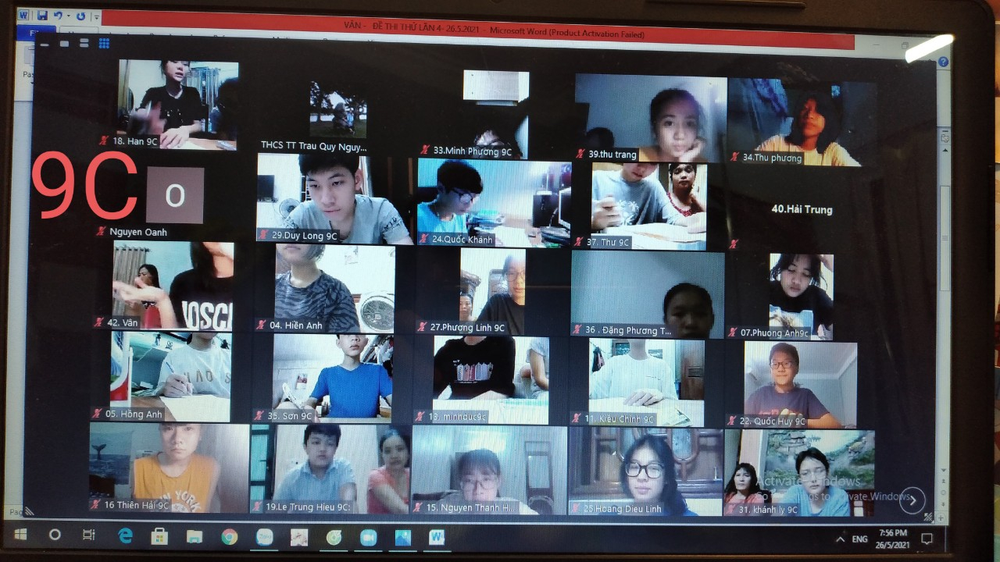 VĂN - ĐỀ THI THỬ LẦN 4- 26.5.2021 - Microsoft Word (Product Activation Failed)
18. Han 9C
THCS TT Trau Quy Nguy...
33.Minh Phương 9C
39.thu trang
34.Thu phương
9C
O
Nguyen Oanh
29.Duy Long 9C
24.Quốc Khánh
37. Thư 9C
40.Hải Trung
NOSCH
42. Vân
04. Hiền Anh
27.Phương Linh 9C
36 . Đặng Phương T...
07.Phuong Anh9c
05. Hồng Anh
35. Sơn 9C
13. minhduc9c
11. Kiều Chinh 9C
22. Quốc Huy 9C
NEW YORK
16 Thiên Hải-9C
19.Le Trung Hieu 9C:
15. Nguyen Thanh H...
25 Hoang Dieu Linh
31. khánh ly 9C
Activate Windows
Go to Settings to activate Windows.
ENG
7:56 PM
26/5/2021